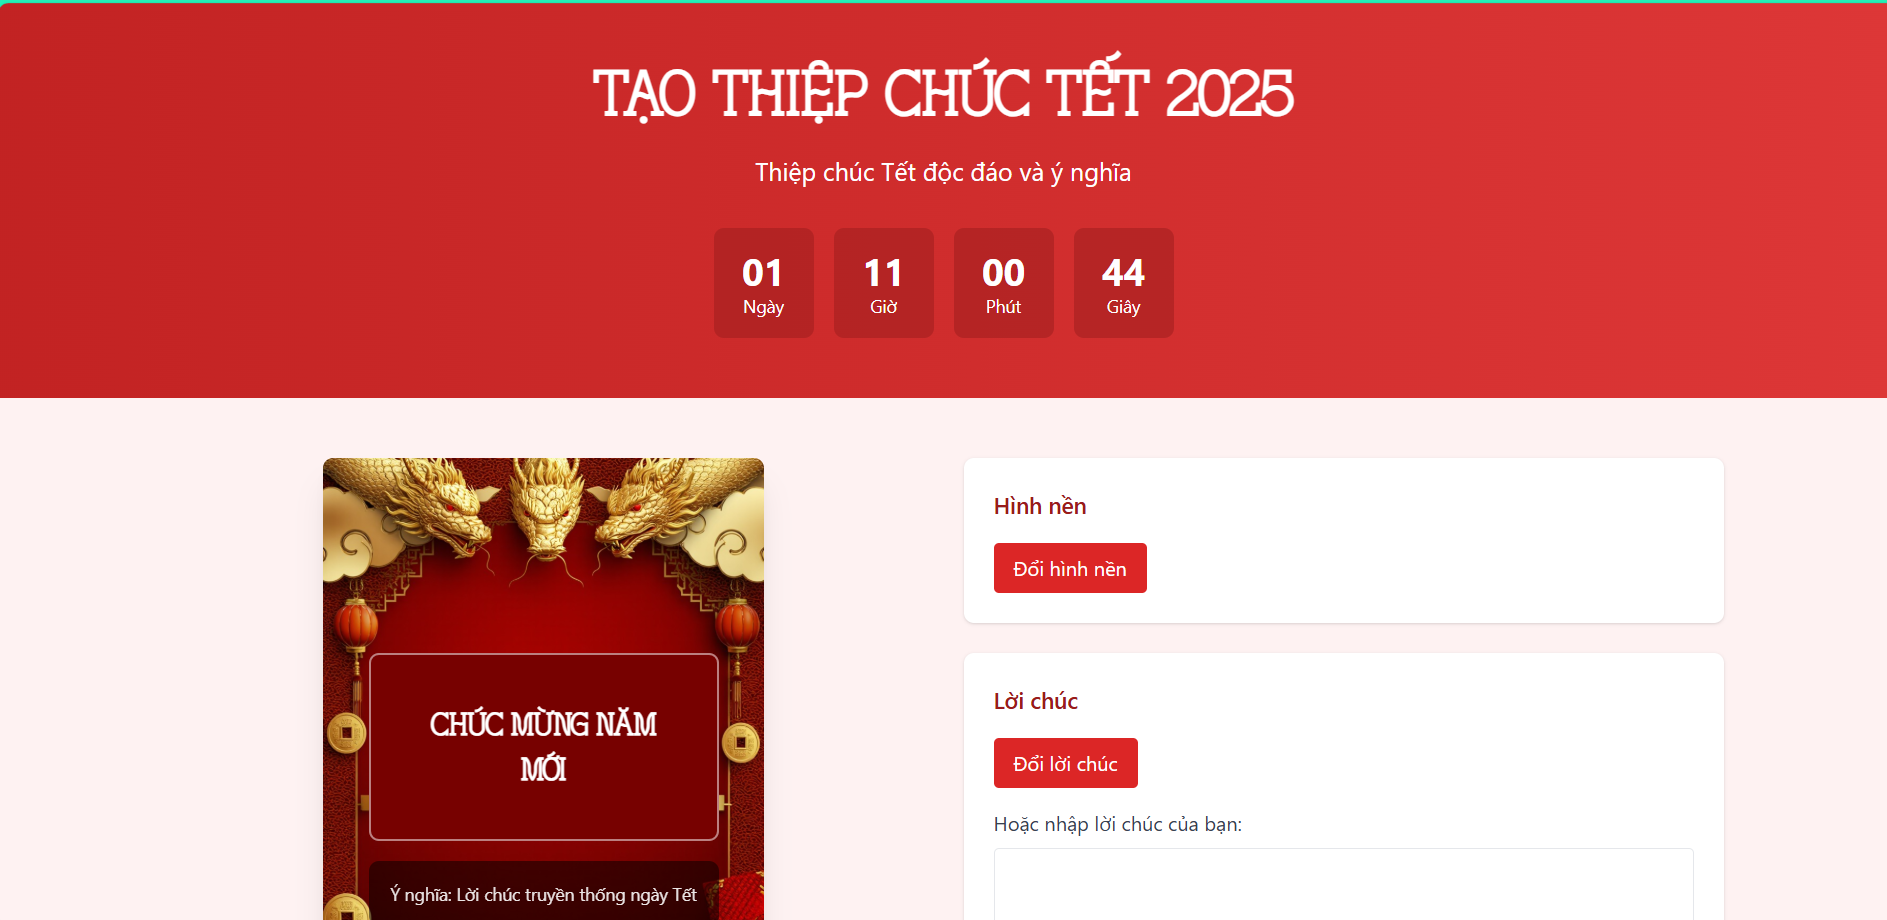 TẠO THIỆP CHÚC TẾT 2025
Thiệp chúc Tết độc đáo và ý nghĩa
01 11 00 44
Ngày Giờ Phút Giây
CHÚC MỪNG NĂM
MỚI
Ý nghĩa: Lời chúc truyền thống ngày Tết
Hình nền
Đổi hình nền
Lời chúc
Đổi lời chúc
Hoặc nhập lời chúc của bạn: